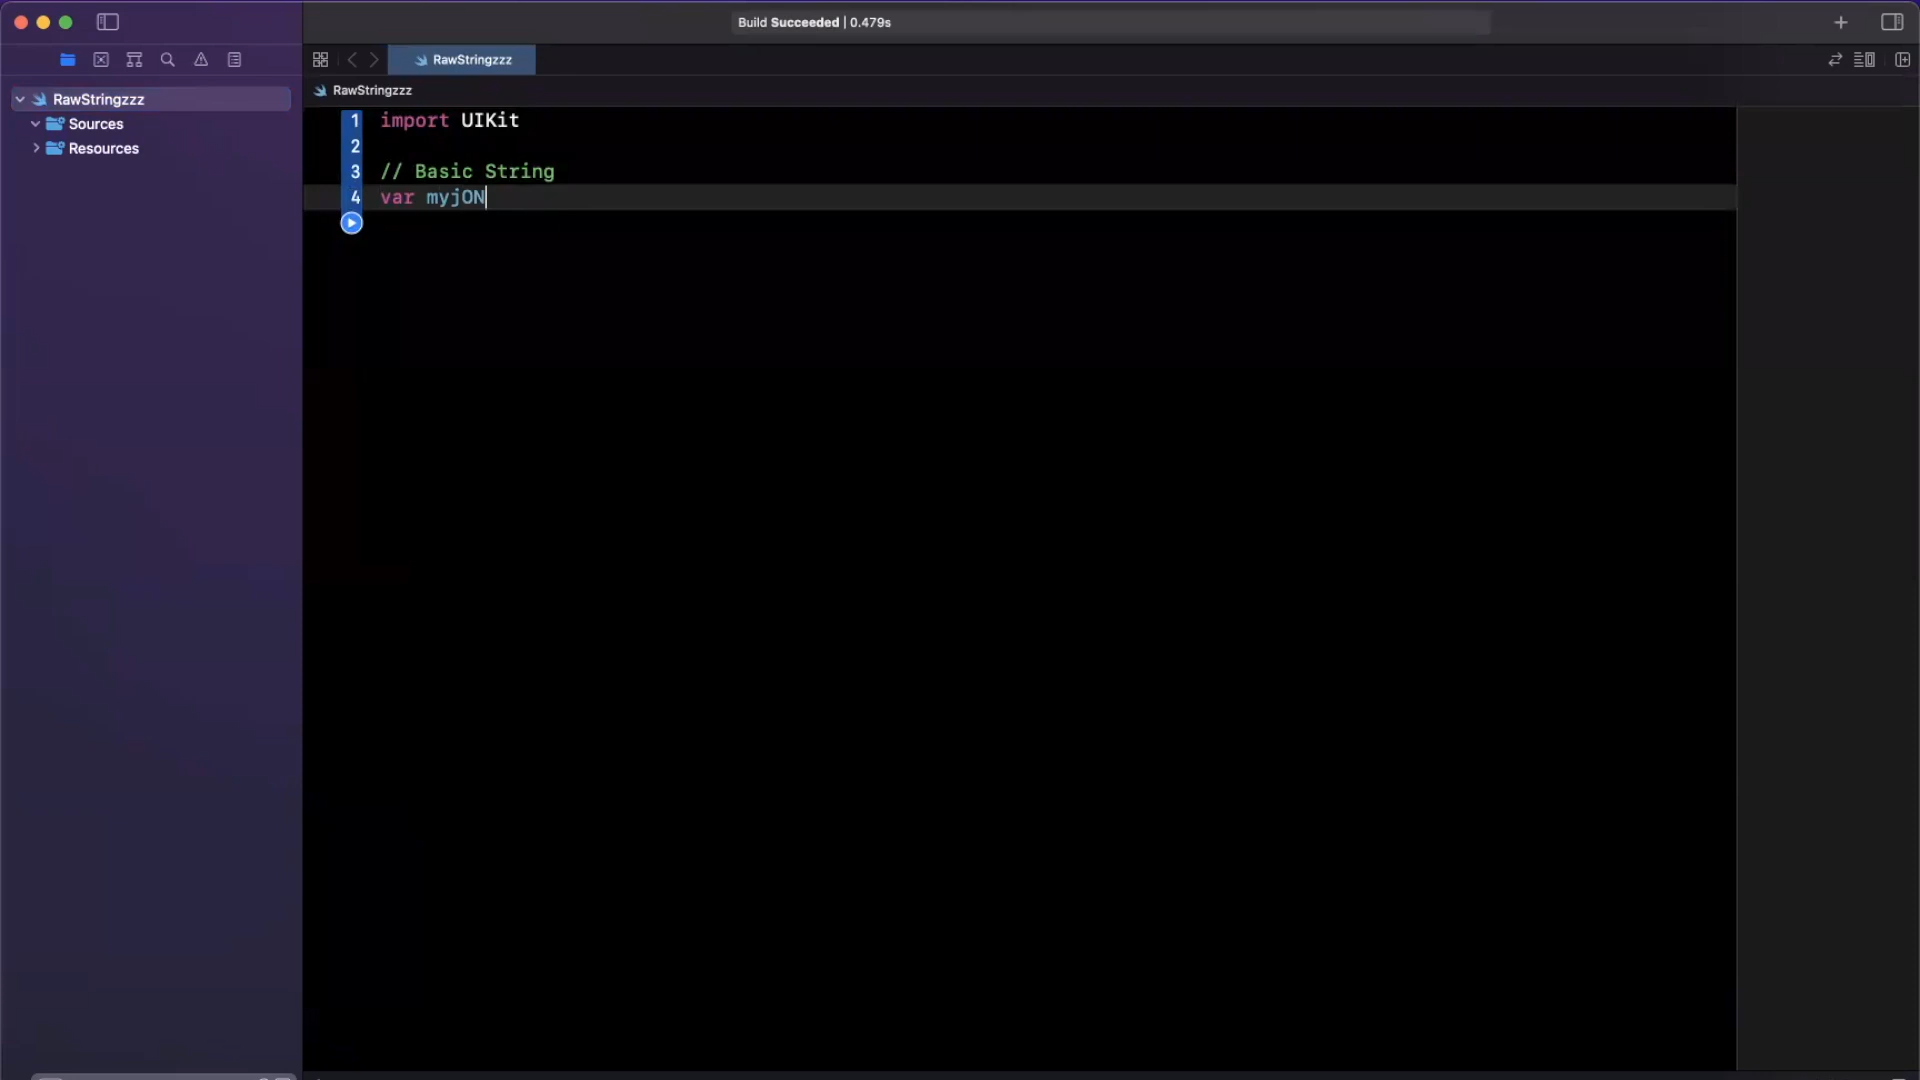 Build Succeeded | 0.479s
RawStringzzz
RawStringzzz
Sources
Resources
RawStringzzz
1 import UIKit
2
3 // Basic String
4 var myjON